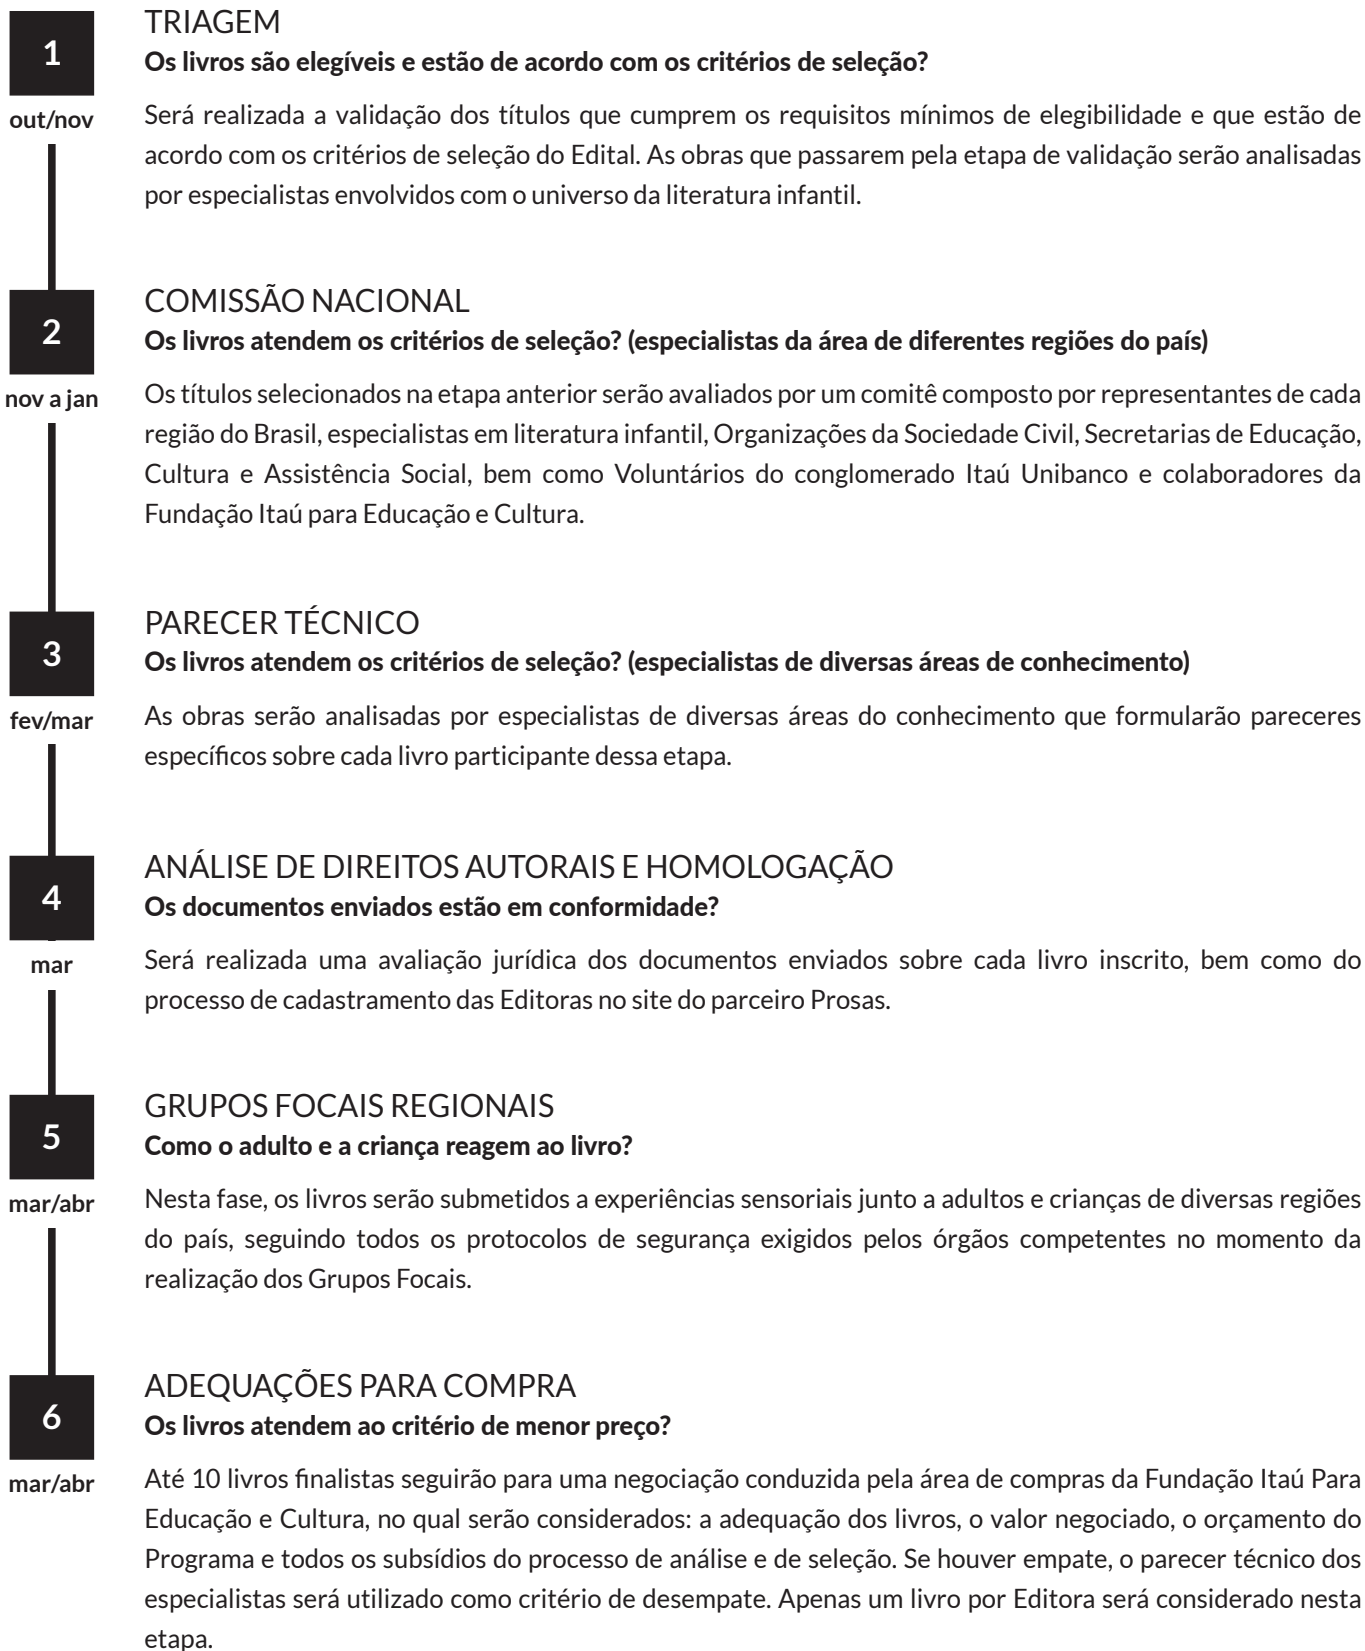 1
out/nov
TRIAGEM
Os livros são elegíveis e estão de acordo com os critérios de seleção?
Será realizada a validação dos títulos que cumprem os requisitos mínimos de elegibilidade e que estão de
acordo com os critérios de seleção do Edital. As obras que passarem pela etapa de validação serão analisadas
por especialistas envolvidos com o universo da literatura infantil.
2
nov a jan
COMISSÃO NACIONAL
Os livros atendem os critérios de seleção? (especialistas da área de diferentes regiões do país)
Os títulos selecionados na etapa anterior serão avaliados por um comitê composto por representantes de cada
região do Brasil, especialistas em literatura infantil, Organizações da Sociedade Civil, Secretarias de Educação,
Cultura e Assistência Social, bem como Voluntários do conglomerado Itaú Unibanco e colaboradores da
Fundação Itaú para Educação e Cultura.
3
fev/mar
PARECER TÉCNICO
Os livros atendem os critérios de seleção? (especialistas de diversas áreas de conhecimento)
As obras serão analisadas por especialistas de diversas áreas do conhecimento que formularão pareceres
específicos sobre cada livro participante dessa etapa.
4
mar
ANÁLISE DE DIREITOS AUTORAIS E HOMOLOGAÇÃO
Os documentos enviados estão em conformidade?
Será realizada uma avaliação jurídica dos documentos enviados sobre cada livro inscrito, bem como do
processo de cadastramento das Editoras no site do parceiro Prosas.
5
mar/abr
GRUPOS FOCAIS REGIONAIS
Como o adulto e a criança reagem ao livro?
Nesta fase, os livros serão submetidos a experiências sensoriais junto a adultos e crianças de diversas regiões
do país, seguindo todos os protocolos de segurança exigidos pelos órgãos competentes no momento da
realização dos Grupos Focais.
6
mar/abr
ADEQUAÇÕES PARA COMPRA
Os livros atendem ao critério de menor preço?
Até 10 livros finalistas seguirão para uma negociação conduzida pela área de compras da Fundação Itaú Para
Educação e Cultura, no qual serão considerados: a adequação dos livros, o valor negociado, o orçamento do
Programa e todos os subsídios do processo de análise e de seleção. Se houver empate, o parecer técnico dos
especialistas será utilizado como critério de desempate. Apenas um livro por Editora será considerado nesta
etapa.